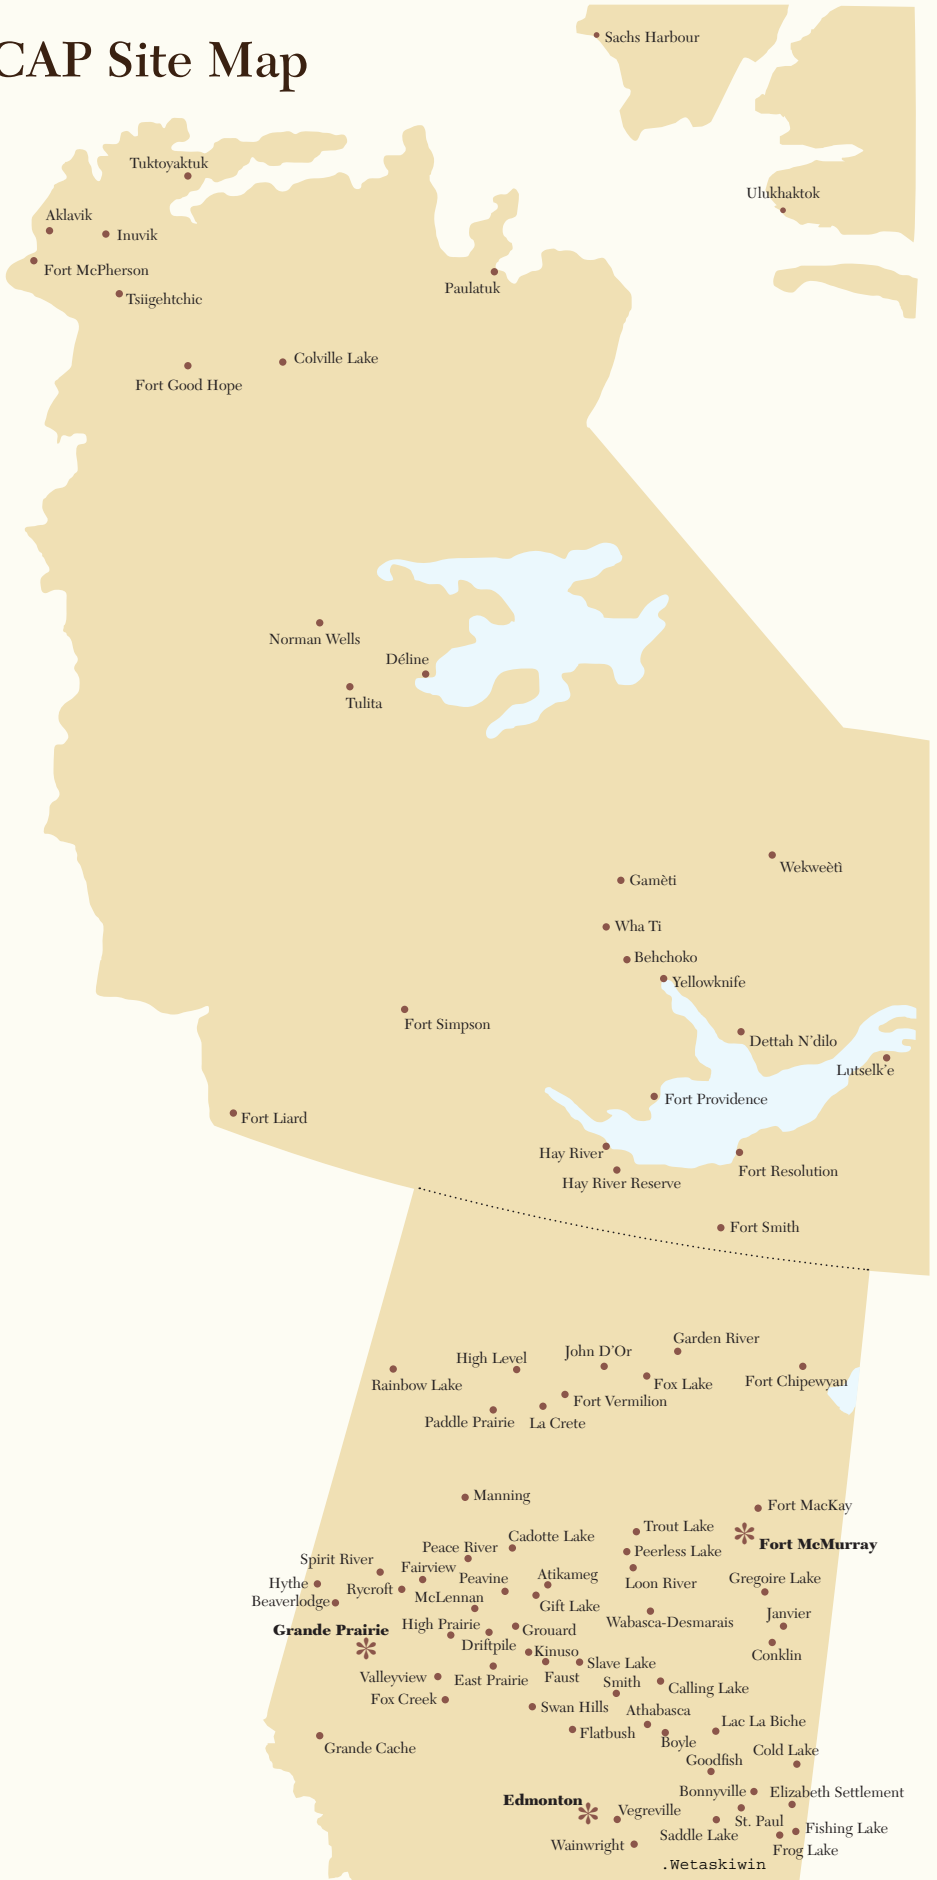 CAP Site Map
Sachs Harbour
Tuktoyaktuk
Ulukhaktok
Aklavik
Inuvik
Fort McPherson
Paulatuk
Tsiigehtchic
Colville Lake
Fort Good Hope
Norman Wells
Déline
Tulita
Wekweètì
Gamèti
Wha Ti
Behchoko
Yellowknife
Fort Simpson
Dettah N'dilo
Lutselk'e
Fort Providence
Fort Liard
Hay River
Fort Resolution
Hay River Reserve
Fort Smith
Garden River
John D'Or
High Level
Rainbow Lake
Fox Lake
Fort Chipewyan
Fort Vermilion
Paddle Prairie
La Crete
Manning
Fort MacKay
Trout Lake
Cadotte Lake
Fort McMurray
Peace River
Peerless Lake
Spirit River
Fairview
Atikameg
Peavine
Gregoire Lake
Hythe
Loon River
Rycroft
McLennan
Beaverlodge
Gift Lake
Janvier
Wabasca-Desmarais
High Prairie
Grande Prairie
Grouard
Driftpile
Kinuso
Conklin
Slave Lake
Valleyview
East Prairie
Faust
Smith
Calling Lake
Fox Creek
Swan Hills
Athabasca
Lac La Biche
Flatbush
Boyle
Grande Cache
Cold Lake
Goodfish
Bonnyville
Elizabeth Settlement
Edmonton
Vegreville
St. Paul
Fishing Lake
Saddle Lake
Wainwright
Frog Lake
.Wetaskiwin